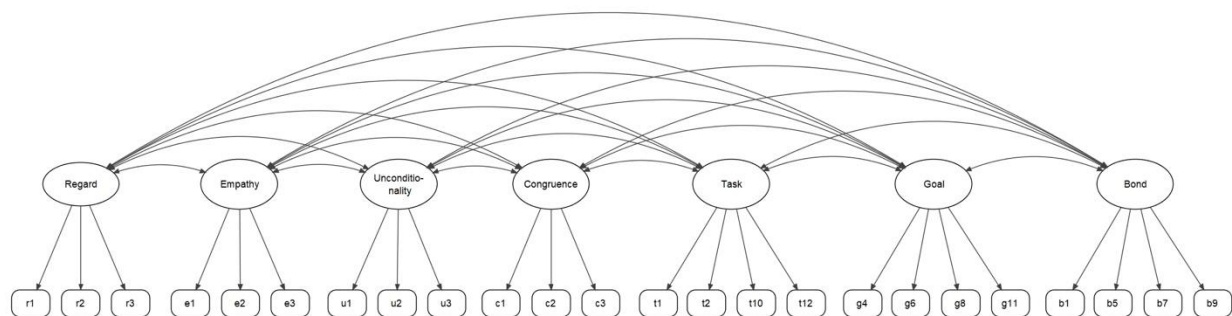 Regard
Empathy
Unconditio-
nality
Congruence
Task
Goal
Bond
r1
r2
r3
e1
e2
e3
u1
u2
u3
c1
c2
c3
t1
t2
t10
t12
g4
g6
g8
g11
b1
b5
b7
b9